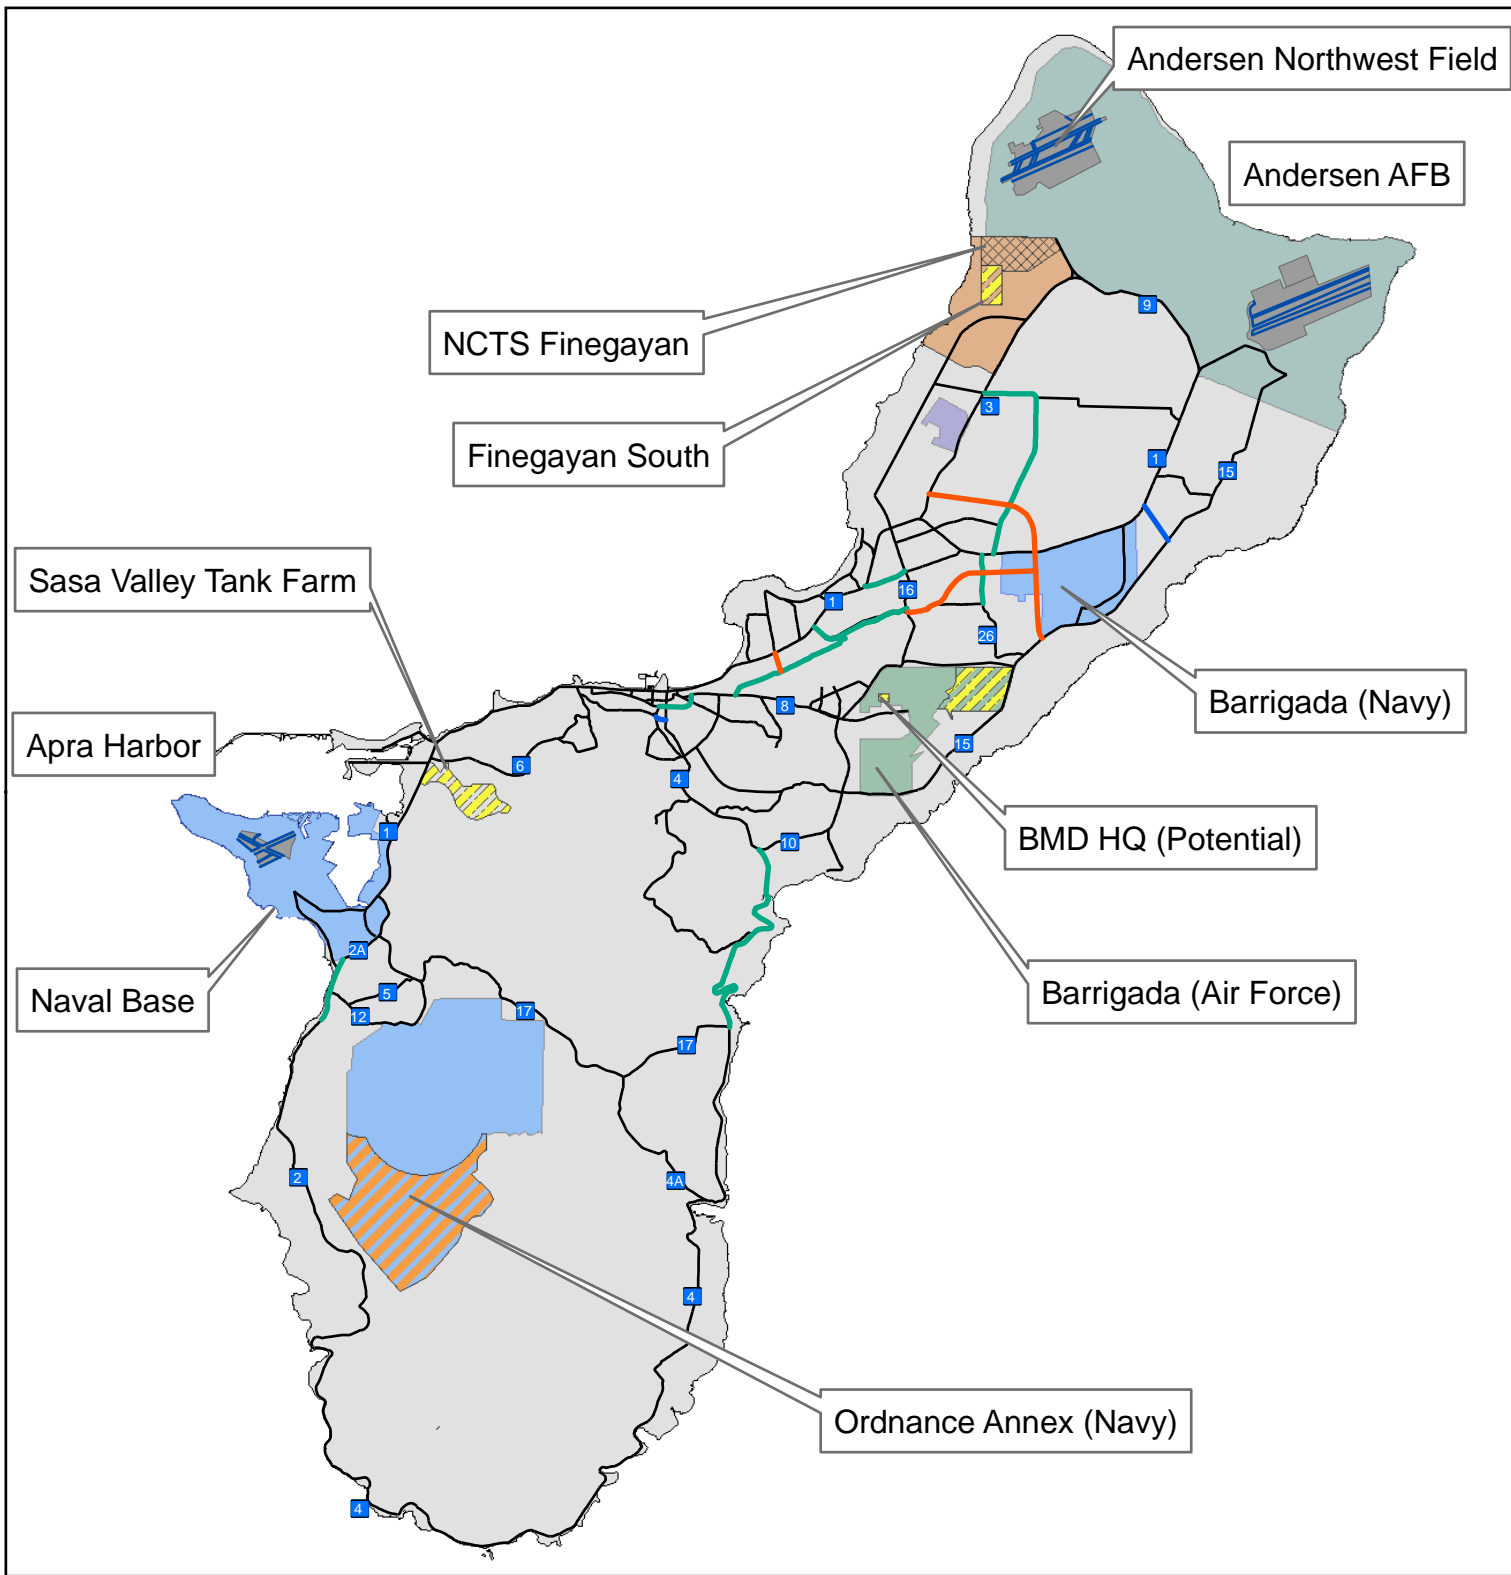 Andersen Northwest Field
Andersen AFB
NCTS Finegayan
9
3
Finegayan South
1
15
Sasa Valley Tank Farm
16
1
26
Barrigada (Navy)
8
Apra Harbor
15
6
4
1
10
BMD HQ (Potential)
2A
5
Naval Base
Barrigada (Air Force)
12
17
17
2
4A
4
Ordnance Annex (Navy)
4